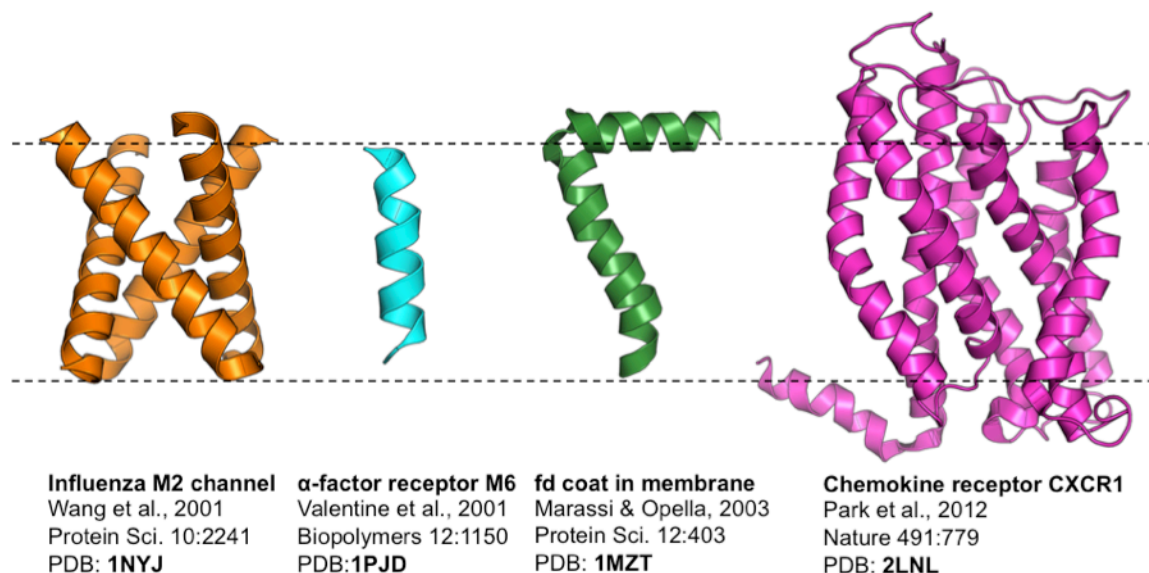 Influenza M2 channel
Wang et al., 2001
Protein Sci. 10:2241
PDB: 1NYJ
α-factor receptor M6
Valentine et al., 2001
Biopolymers 12:1150
PDB:1PJD
fd coat in membrane
Marassi & Opella, 2003
Protein Sci. 12:403
PDB: 1MZT
Chemokine receptor CXCR1
Park et al., 2012
Nature 491:779
PDB: 2LNL